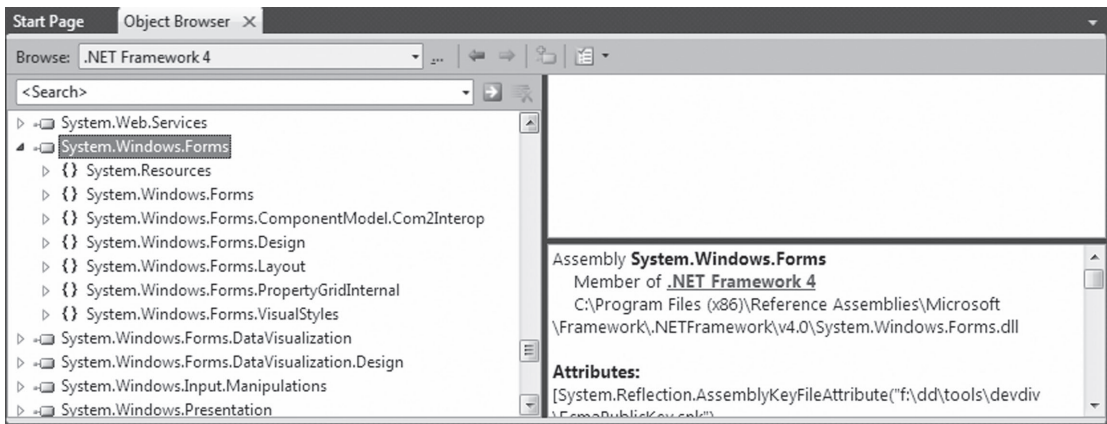 Start Page
Object Browser
Browse: .NET Framework 4 ...
<Search>
System.Web.Services
System.Windows.Forms
{} System.Resources
{} System.Windows.Forms
{} System.Windows.Forms.ComponentModel.Com2Interop
{} System.Windows.Forms.Design
{} System.Windows.Forms.Layout
{} System.Windows.Forms.PropertyGridInternal
{} System.Windows.Forms.VisualStyles
System.Windows.Forms.DataVisualization
System.Windows.Forms.DataVisualization.Design
System.Windows.Input.Manipulations
System.Windows.Presentation
Assembly System.Windows.Forms
Member of .NET Framework 4
C:\Program Files (x86)\Reference Assemblies\Microsoft
\Framework\.NETFramework\v4.0\System.Windows.Forms.dll
Attributes:
[System.Reflection.AssemblyKeyFileAttribute("f:\dd\tools\devdiv
\EcmaPublicKey.snk")